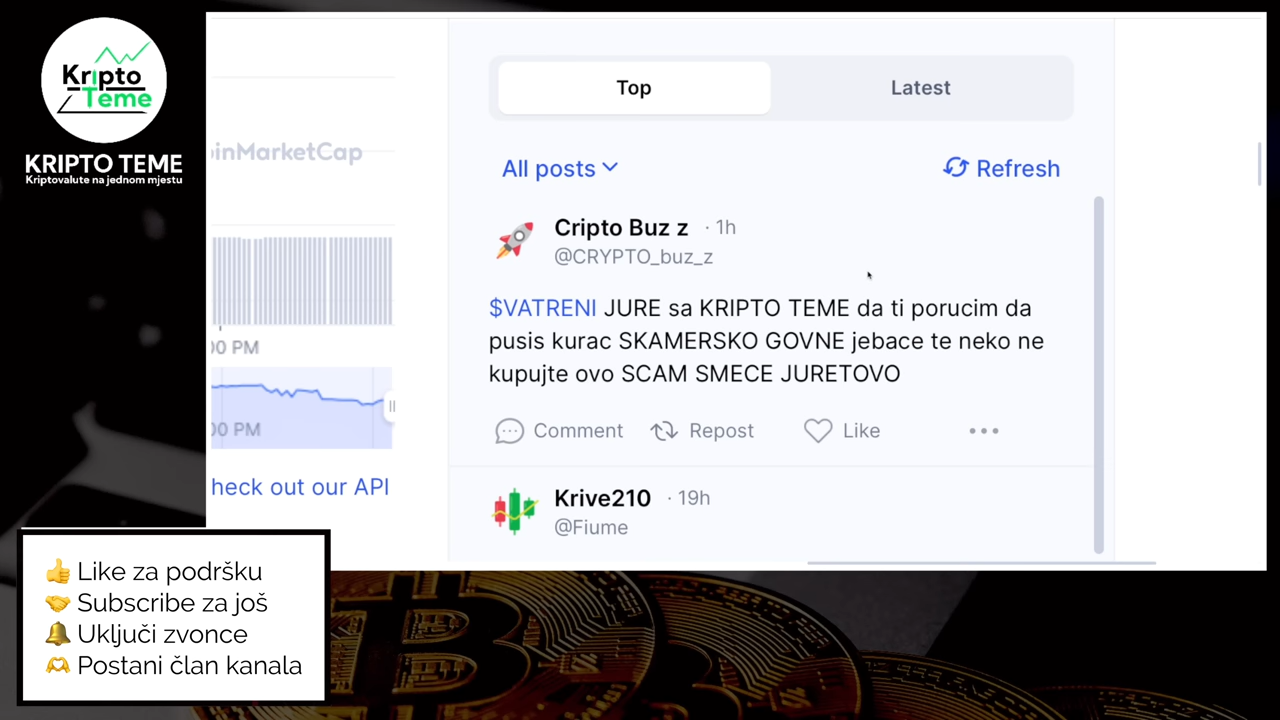 Kripto
Teme
KRIPTO TEME
Kriptovalute na jednom mjestu
inMarketCap
00 PM
00 PM
heck out our API
Top
Latest
All posts
Refresh
Cripto Buz z · 1h
@CRYPTO_buz_z
$VATRENI JURE sa KRIPTO TEME da ti porucim da
pusis kurac SKAMERSKO GOVNE jebace te neko ne
kupujte ovo SCAM SMECE JURETOVO
Comment
Repost
Like
Krive210 · 19h
@Fiume
👍 Like za podršku
🤝 Subscribe za još
🔔 Uključi zvonce
🫶 Postani član kanala